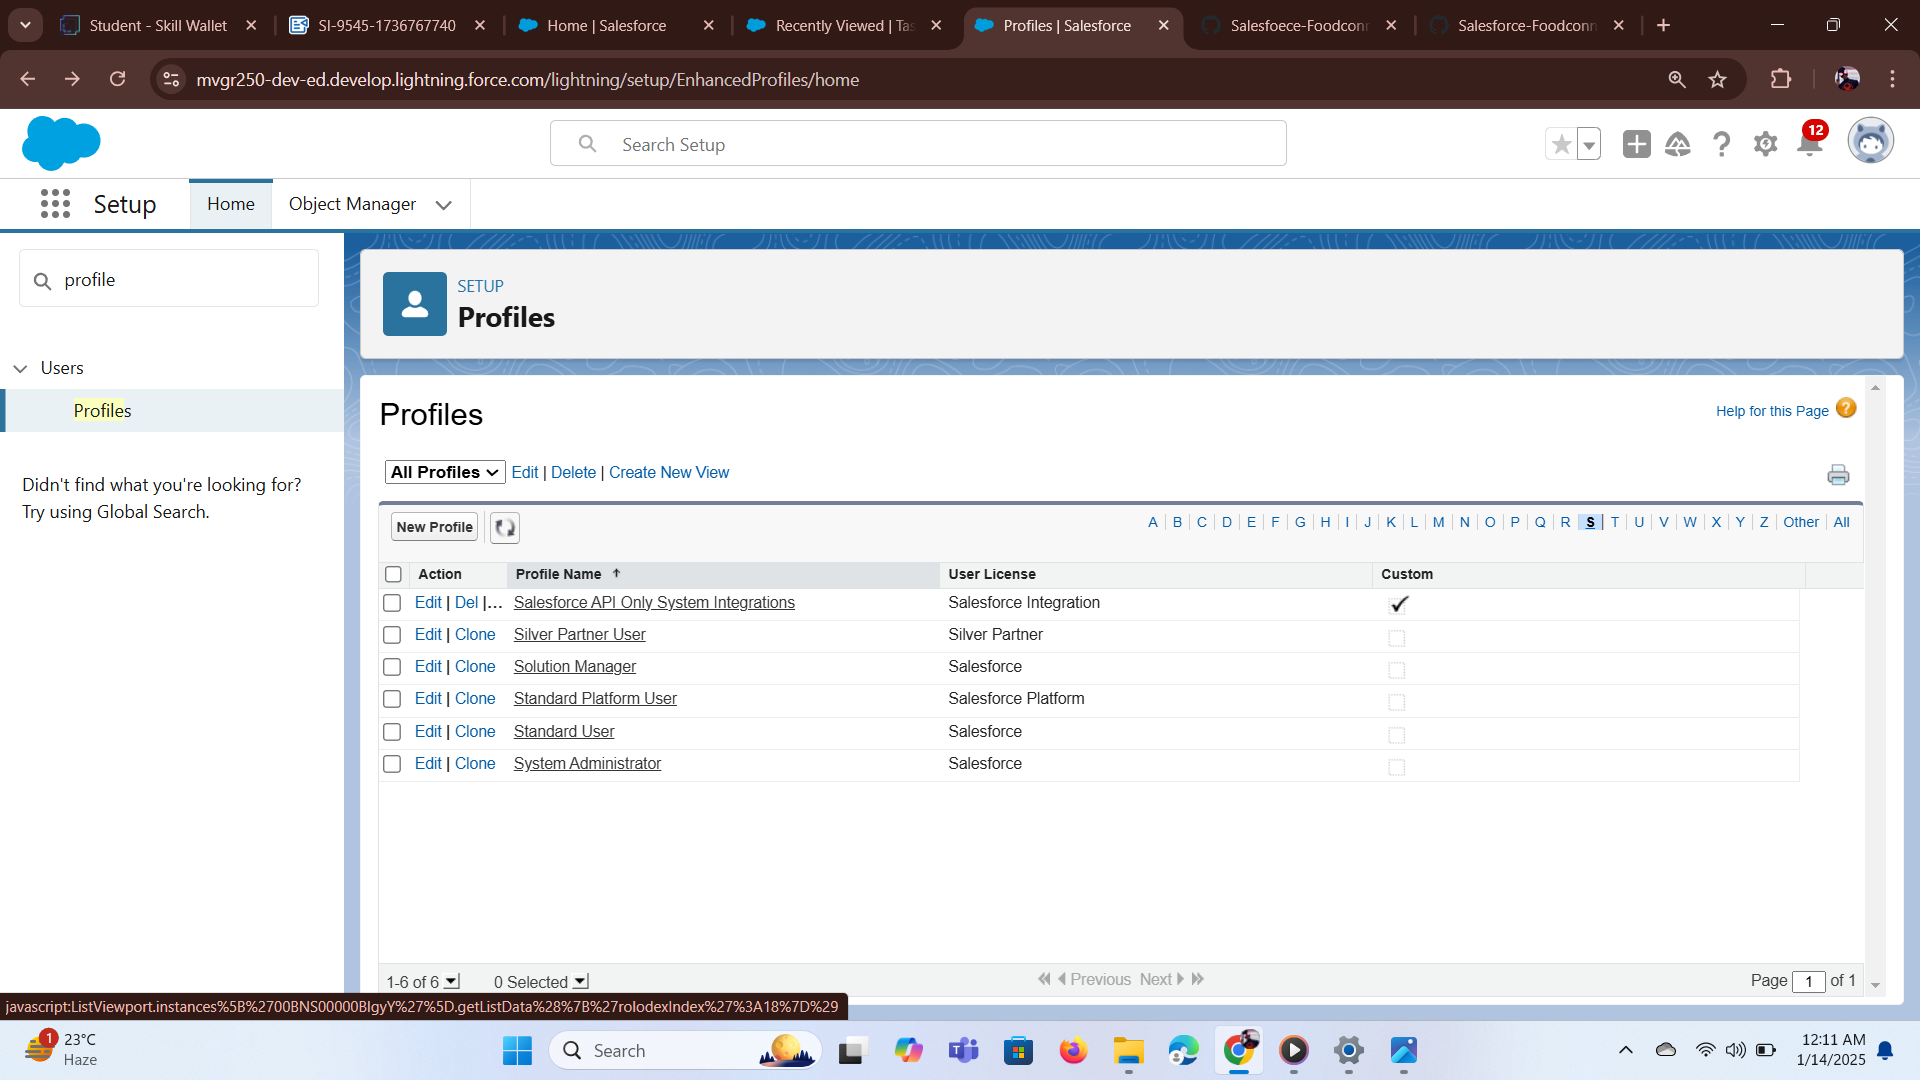 Student - Skill Wallet
SI-9545-1736767740
Home | Salesforce
Recently Viewed | Tas
Profiles | Salesforce
Salesfoece-Foodconn
Salesforce-Foodconn
mvgr250-dev-ed.develop.lightning.force.com/lightning/setup/EnhancedProfiles/home
Search Setup
12
Setup
Home
Object Manager
profile
Users
Profiles
Didn't find what you're looking for?
Try using Global Search.
SETUP
Profiles
Profiles
Help for this Page ?
All Profiles Edit | Delete | Create New View
New Profile
A | B | C | D | E | F | G | H | I | J | K | L | M | N | O | P | Q | R | S | T | U | V | W | X | Y | Z | Other | All
Action Profile Name ↑ User License Custom
Edit | Del |... Salesforce API Only System Integrations Salesforce Integration ✓
Edit | Clone Silver Partner User Silver Partner
Edit | Clone Solution Manager Salesforce
Edit | Clone Standard Platform User Salesforce Platform
Edit | Clone Standard User Salesforce
Edit | Clone System Administrator Salesforce
1-6 of 6 0 Selected Previous Next Page 1 of 1
javascript:ListViewport.instances%5B%2700BNS00000BIgyY%27%5D.getListData%28%7B%27rolodexIndex%27%3A18%7D%29
1
23°C
Haze
Search
12:11 AM
1/14/2025